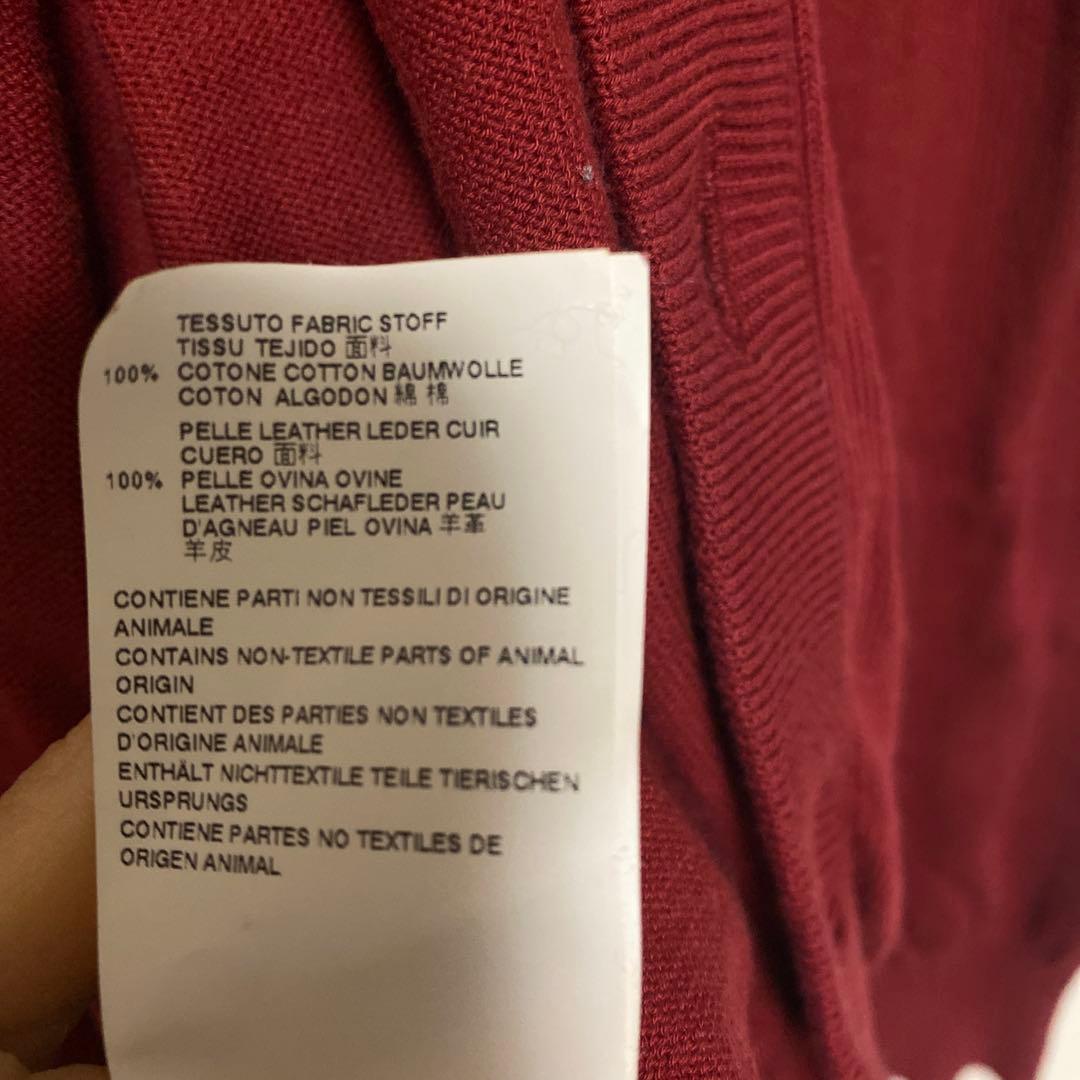 TESSUTO FABRIC STOFF
TISSU TEJIDO 面料
100% COTONE COTTON BAUMWOLLE
COTON ALGODON 綿 棉
PELLE LEATHER LEDER CUIR
CUERO 面料
100% PELLE OVINA OVINE
LEATHER SCHAFLEDER PEAU
D'AGNEAU PIEL OVINA 羊革
羊皮
CONTIENE PARTI NON TESSILI DI ORIGINE
ANIMALE
CONTAINS NON-TEXTILE PARTS OF ANIMAL
ORIGIN
CONTIENT DES PARTIES NON TEXTILES
D'ORIGINE ANIMALE
ENTHÄLT NICHTTEXTILE TEILE TIERISCHEN
URSPRUNGS
CONTIENE PARTES NO TEXTILES DE
ORIGEN ANIMAL